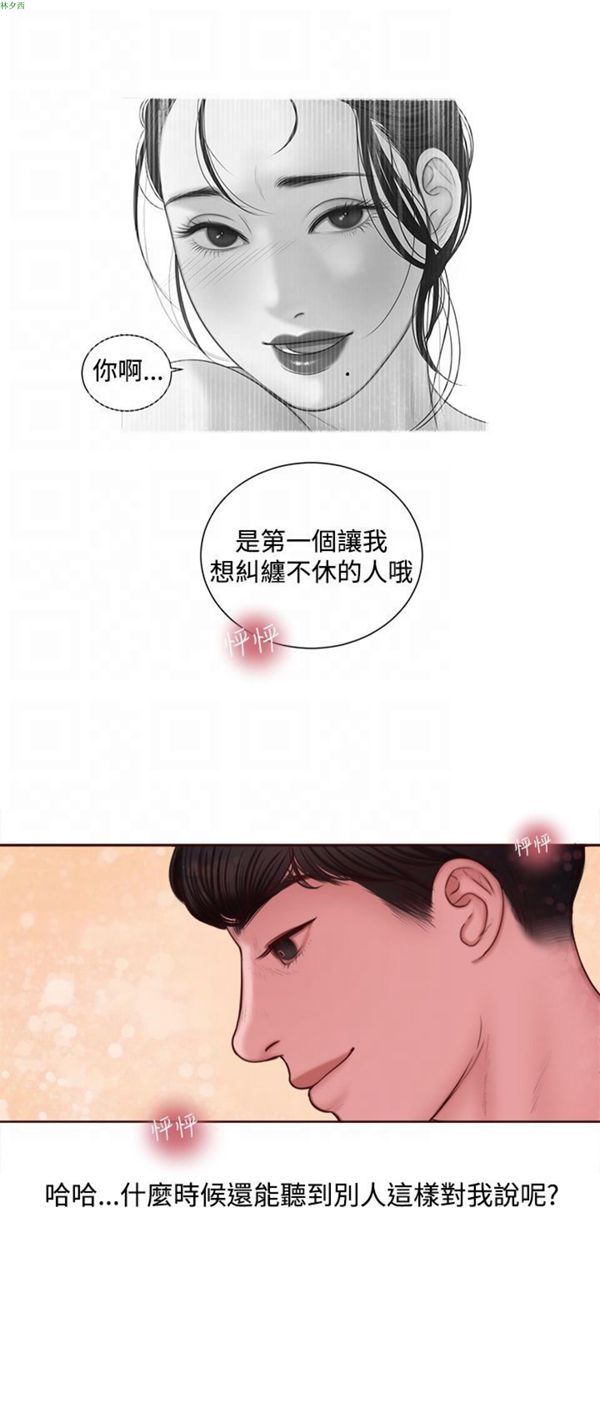 林夕西
你啊...
是第一個讓我
想糾纏不休的人哦
怦怦
怦怦
怦怦
哈哈...什麼時候還能聽到別人這樣對我說呢?